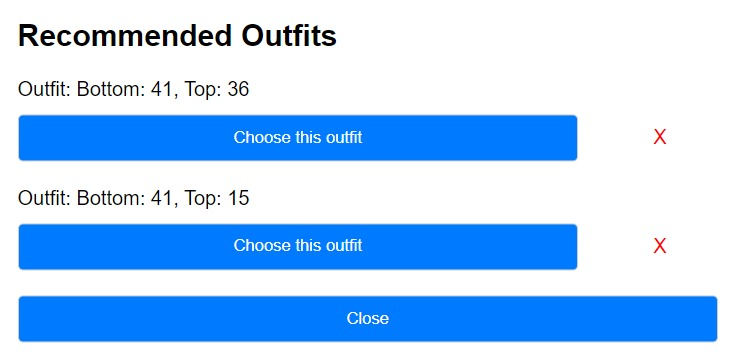 Recommended Outfits
Outfit: Bottom: 41, Top: 36
Choose this outfit X
Outfit: Bottom: 41, Top: 15
Choose this outfit X
Close